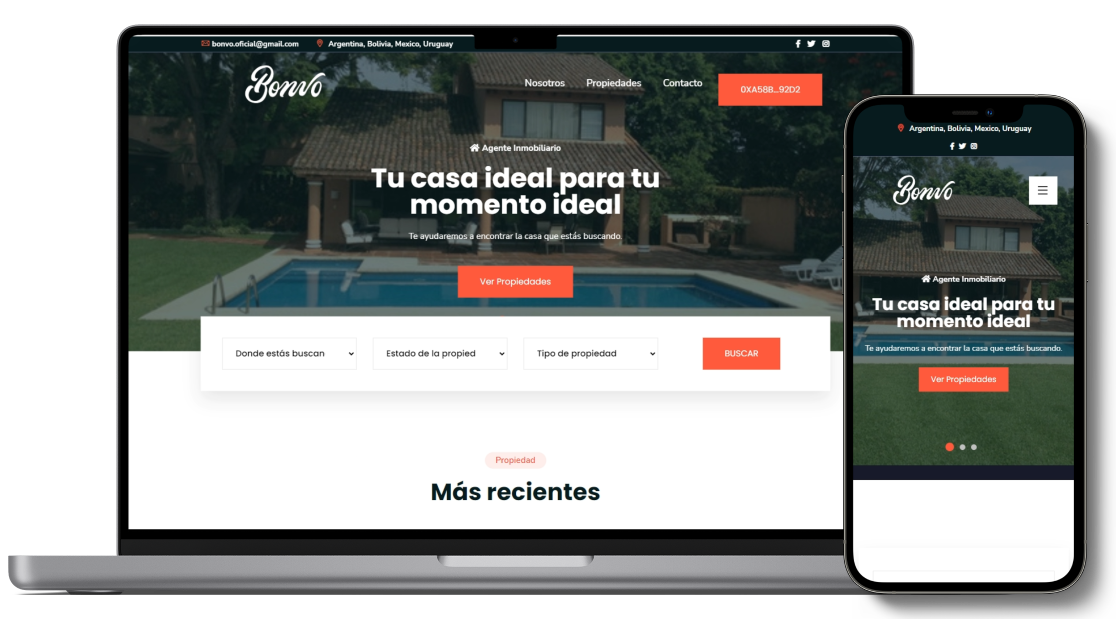 bonvo.oficial@gmail.com Argentina, Bolivia, Mexico, Uruguay
Bonvo Nosotros Propiedades Contacto 0XA58B...92D2
Agente Inmobiliario
Tu casa ideal para tu
momento ideal
Te ayudaremos a encontrar la casa que estás buscando.
Ver Propiedades
Donde estás buscan Estado de la propied Tipo de propiedad BUSCAR
Propiedad
Más recientes
Argentina, Bolivia, Mexico, Uruguay
Bonvo
Agente Inmobiliario
Tu casa ideal para tu
momento ideal
Te ayudaremos a encontrar la casa que estás buscando.
Ver Propiedades